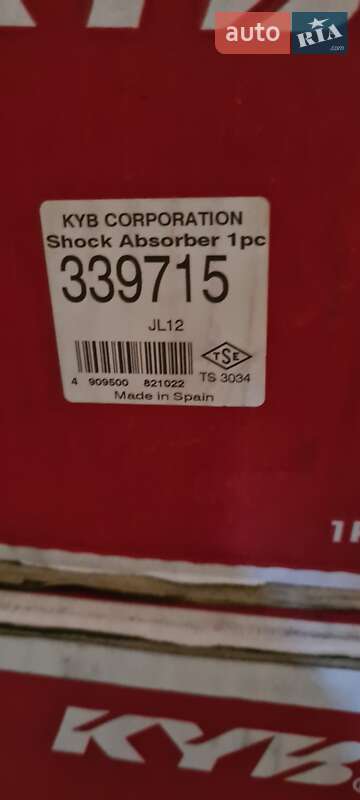 auto
RIA
.com
KYB CORPORATION
Shock Absorber 1pc
339715
JL12
TSE
4 909500 821022
TS 3034
Made in Spain
KYB